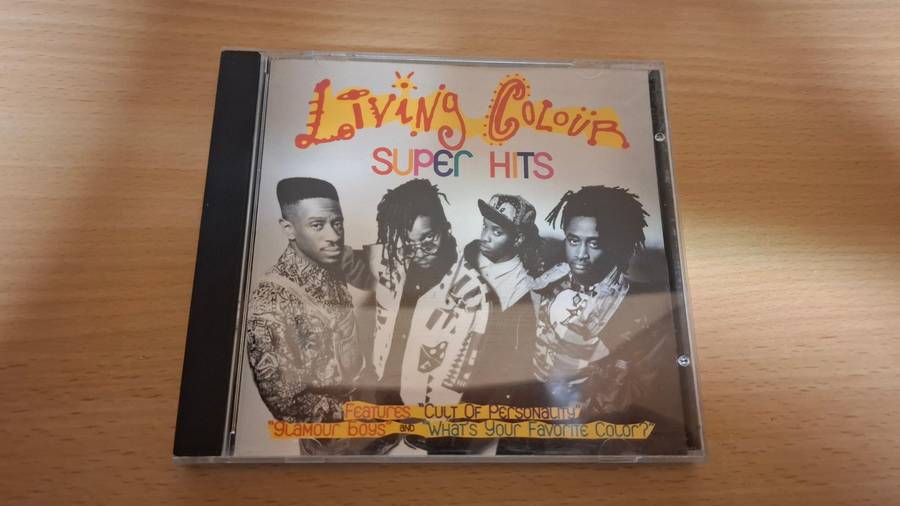 Living Colour
SUPER HITS
Features "Cult Of Personality"
"Glamour Boys" and "What's Your Favorite Color?"